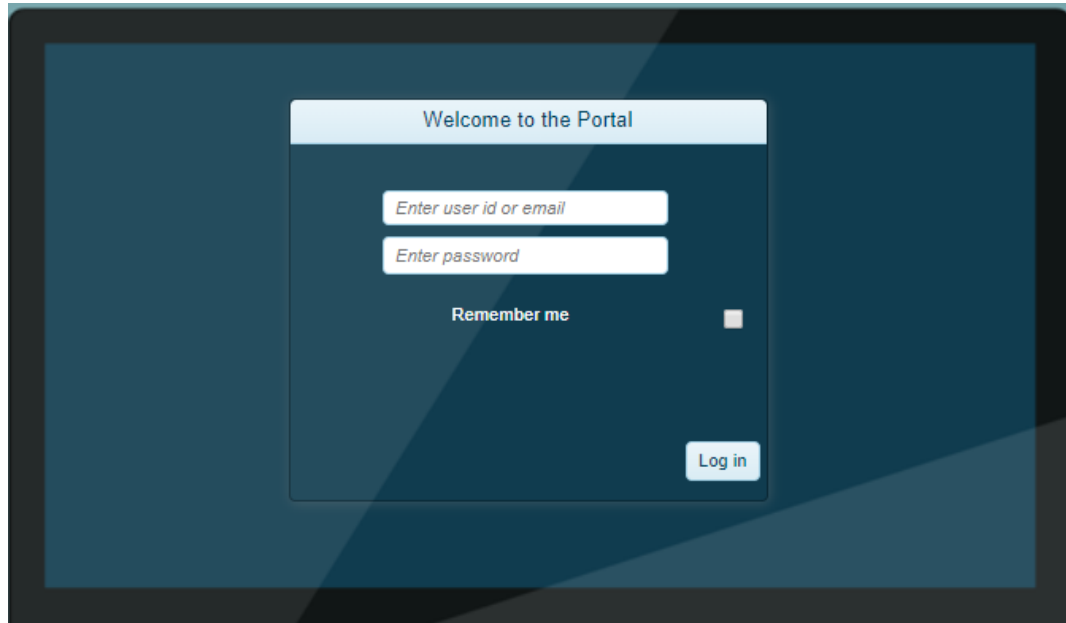 Welcome to the Portal
Enter user id or email
Enter password
Remember me
Log in